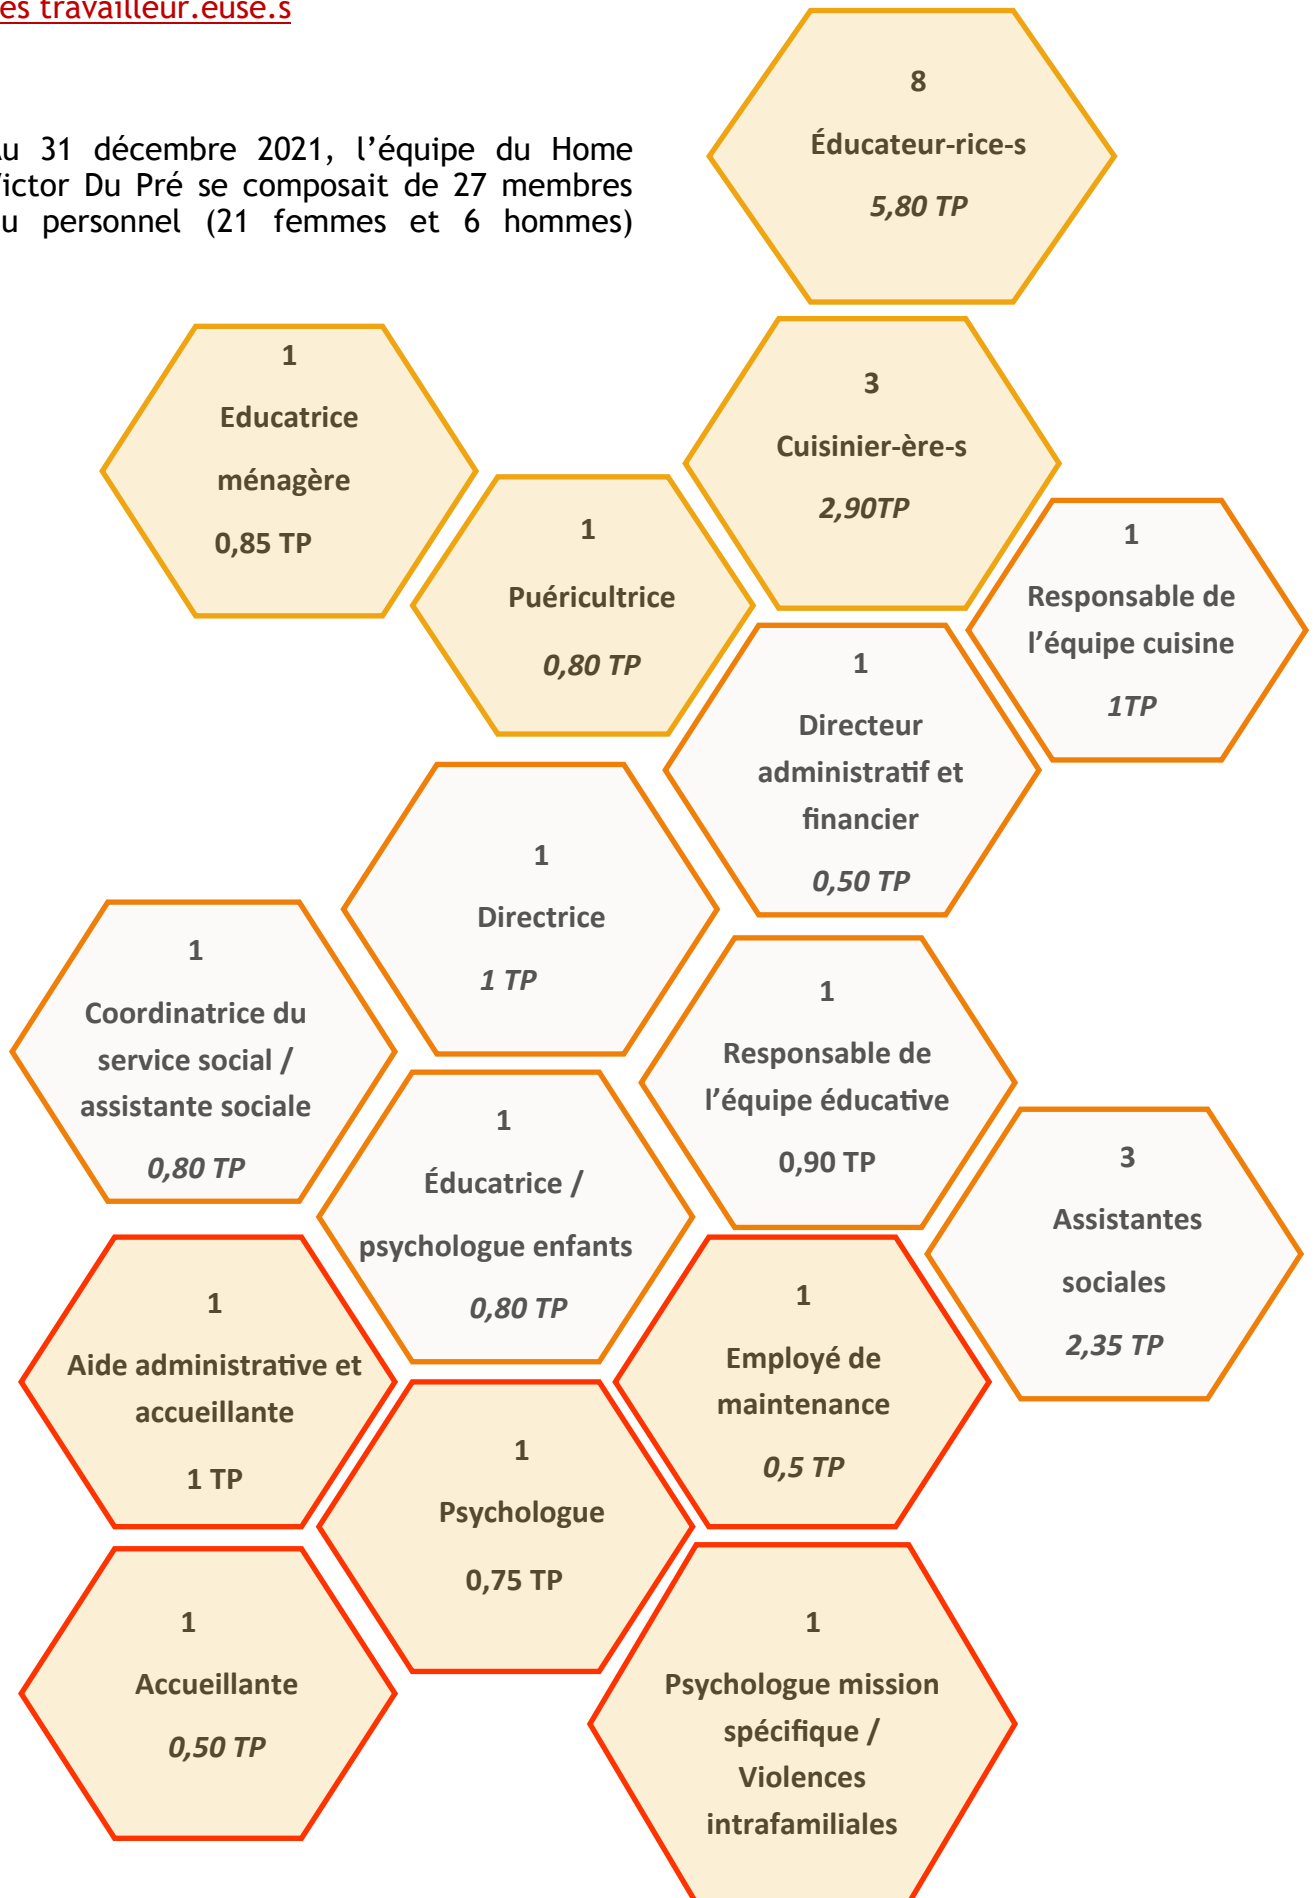 es travailleur.euse.s
Au 31 décembre 2021, l’équipe du Home
Victor Du Pré se composait de 27 membres
du personnel (21 femmes et 6 hommes)
8
Éducateur-rice-s
5,80 TP
1
Educatrice
ménagère
0,85 TP
3
Cuisinier-ère-s
2,90TP
1
Puéricultrice
0,80 TP
1
Responsable de
l’équipe cuisine
1TP
1
Directeur
administratif et
financier
0,50 TP
1
Directrice
1 TP
1
Coordinatrice du
service social /
assistante sociale
0,80 TP
1
Responsable de
l’équipe éducative
0,90 TP
1
Éducatrice /
psychologue enfants
0,80 TP
3
Assistantes
sociales
2,35 TP
1
Aide administrative et
accueillante
1 TP
1
Employé de
maintenance
0,5 TP
1
Psychologue
0,75 TP
1
Accueillante
0,50 TP
1
Psychologue mission
spécifique /
Violences
intrafamiliales